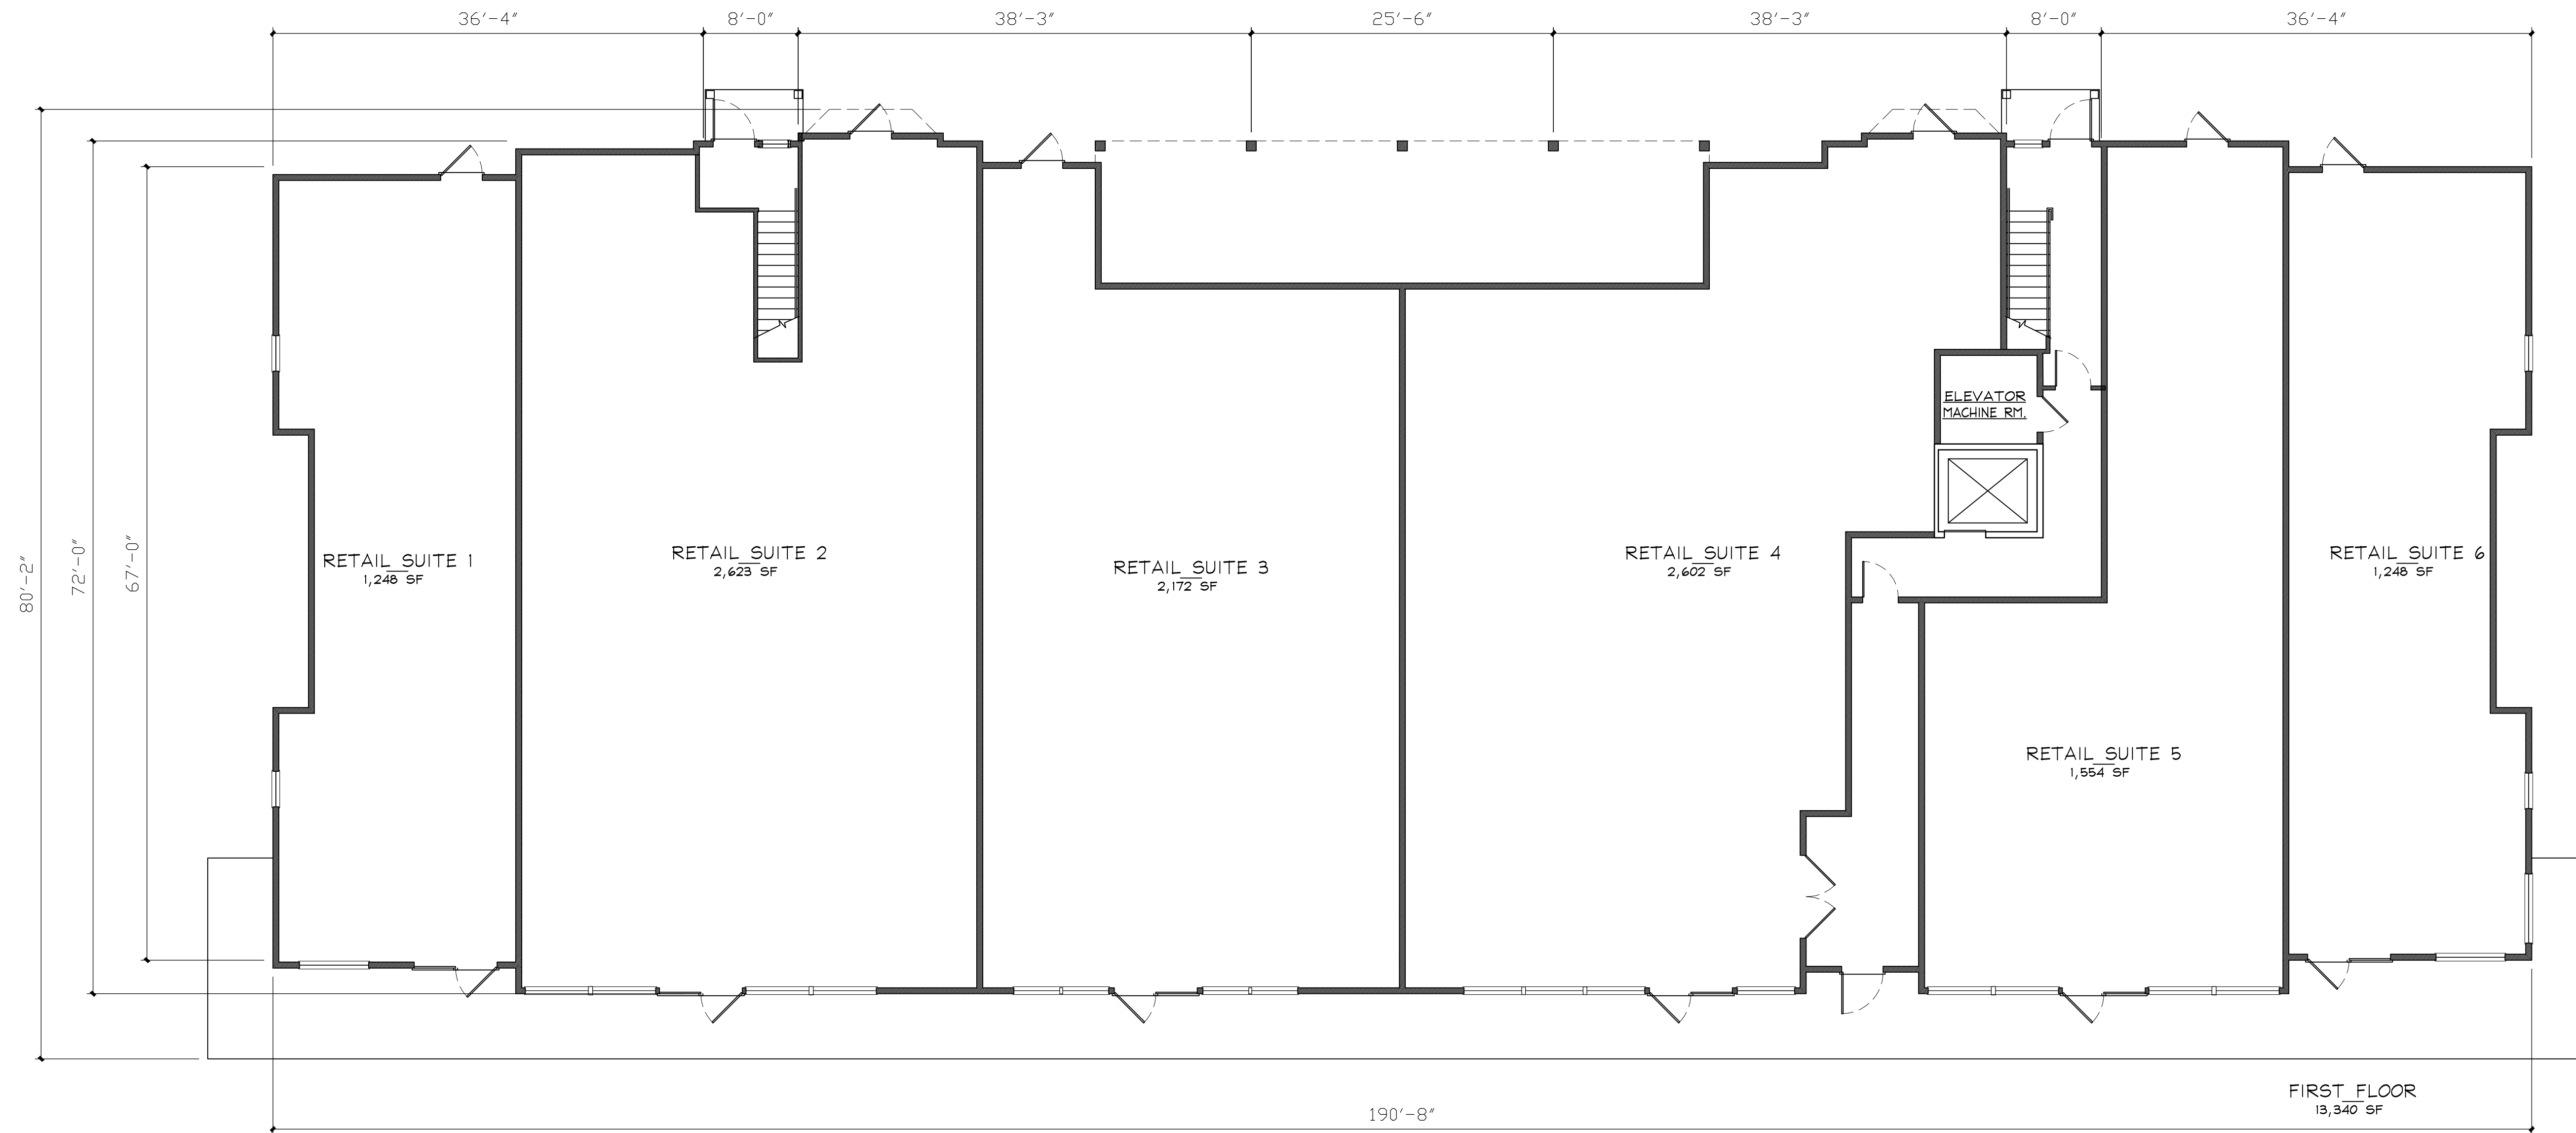 36'-4" 8'-0" 38'-3" 25'-6" 38'-3" 8'-0" 36'-4"
80'-2"
72'-0"
67'-0"
ELEVATOR
MACHINE RM.
RETAIL SUITE 1
1,248 SF
RETAIL SUITE 2
2,623 SF
RETAIL SUITE 3
2,172 SF
RETAIL SUITE 4
2,602 SF
RETAIL SUITE 5
1,554 SF
RETAIL SUITE 6
1,248 SF
FIRST FLOOR
13,340 SF
190'-8"